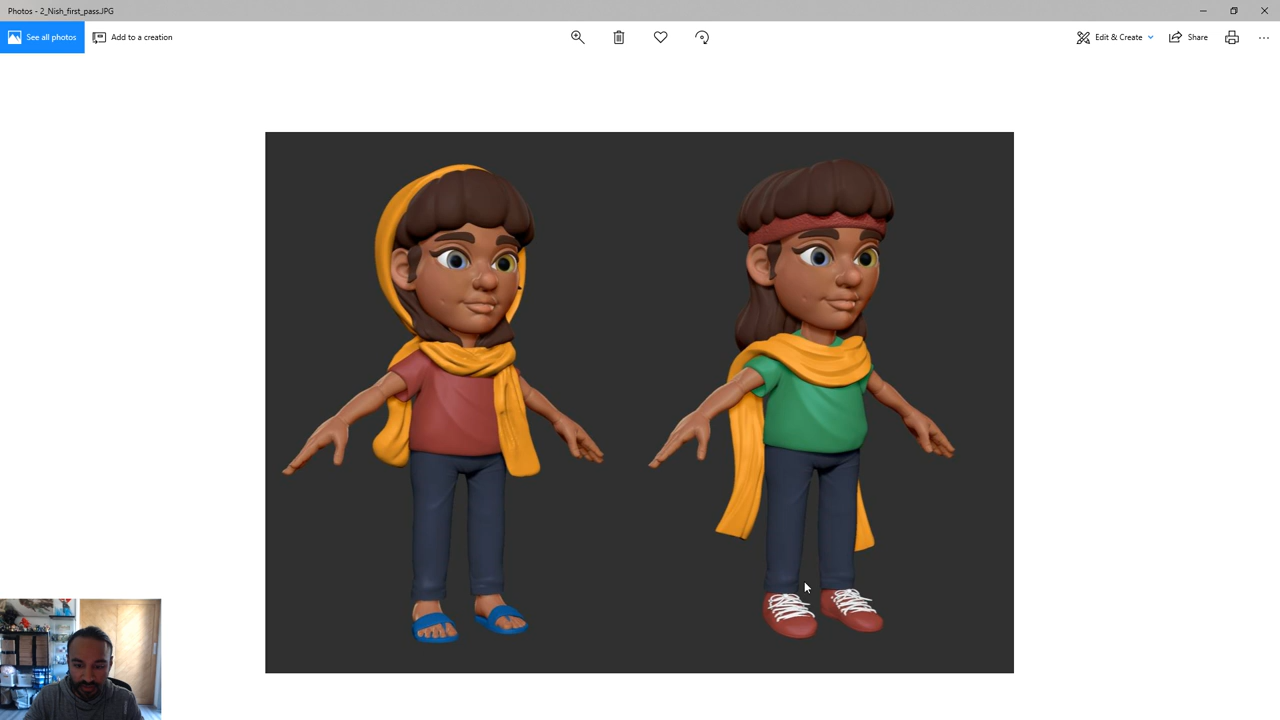 Photos - 2_Nish_first_pass.JPG
See all photos
Add to a creation
Edit & Create
Share